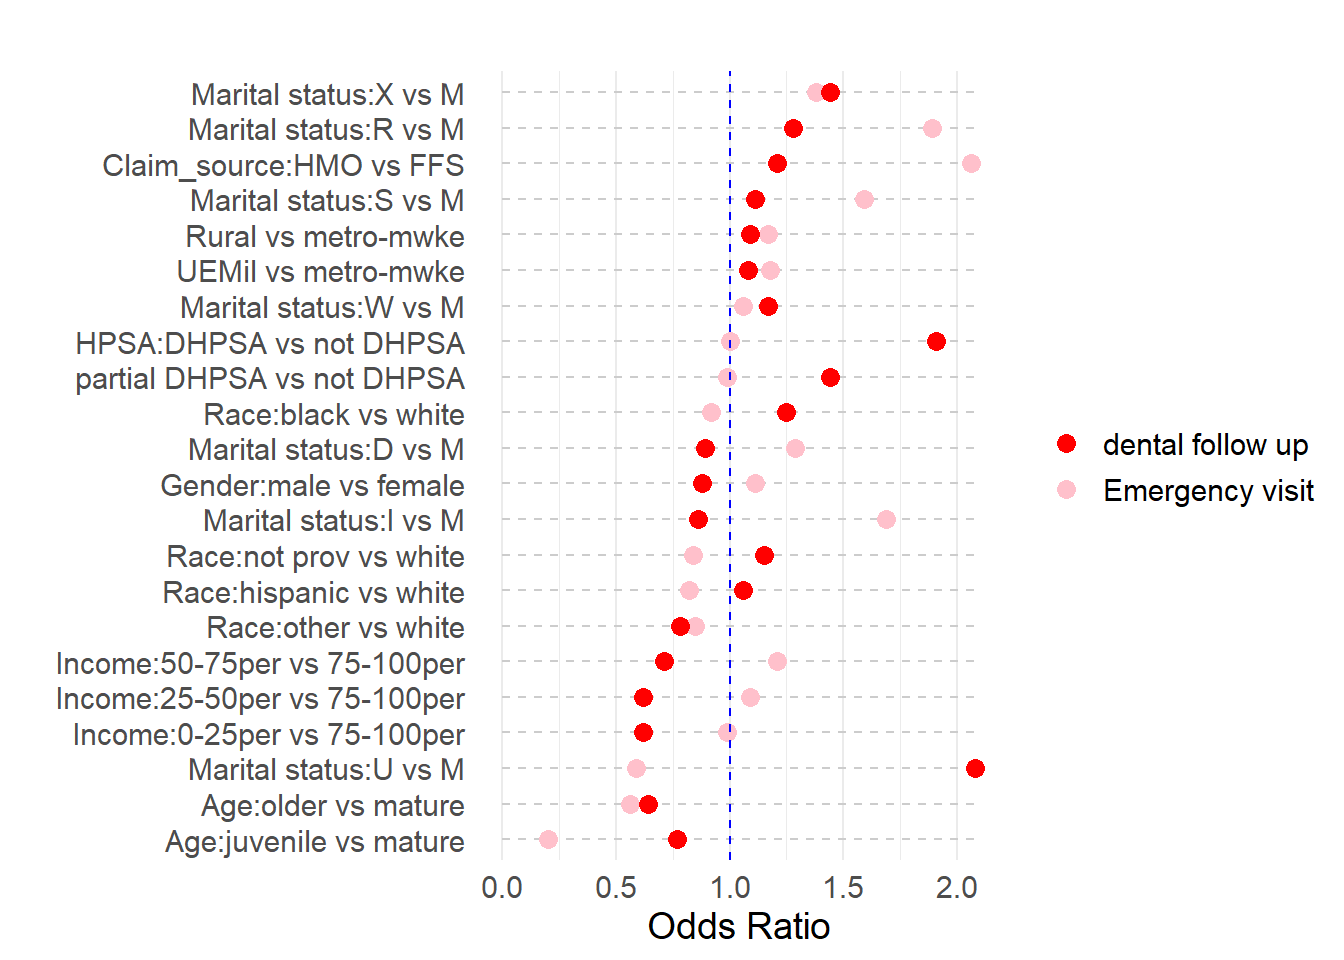 Marital status:X vs M
Marital status:R vs M
Claim_source:HMO vs FFS
Marital status:S vs M
Rural vs metro-mwke
UEMil vs metro-mwke
Marital status:W vs M
HPSA:DHPSA vs not DHPSA
partial DHPSA vs not DHPSA
Race:black vs white
Marital status:D vs M
Gender:male vs female
Marital status:I vs M
Race:not prov vs white
Race:hispanic vs white
Race:other vs white
Income:50-75per vs 75-100per
Income:25-50per vs 75-100per
Income:0-25per vs 75-100per
Marital status:U vs M
Age:older vs mature
Age:juvenile vs mature
0.0 0.5 1.0 1.5 2.0
Odds Ratio
dental follow up
Emergency visit